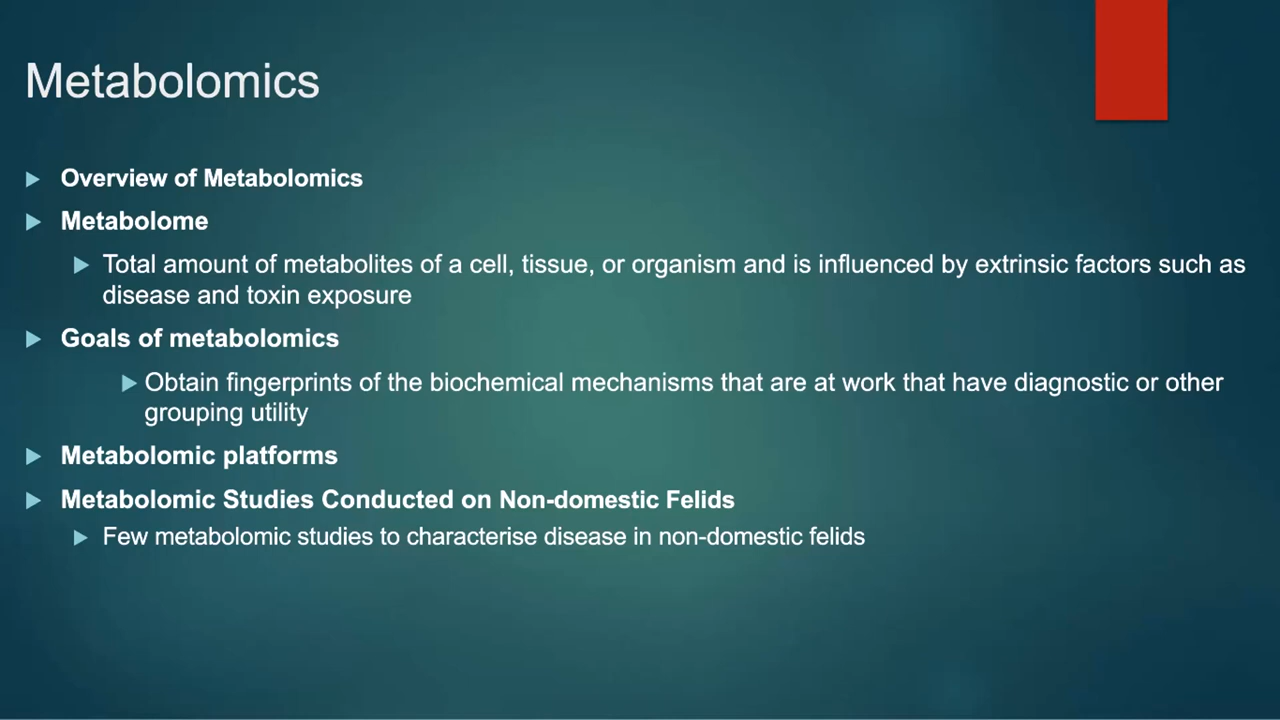 Metabolomics
Overview of Metabolomics
Metabolome
Total amount of metabolites of a cell, tissue, or organism and is influenced by extrinsic factors such as
disease and toxin exposure
Goals of metabolomics
Obtain fingerprints of the biochemical mechanisms that are at work that have diagnostic or other
grouping utility
Metabolomic platforms
Metabolomic Studies Conducted on Non-domestic Felids
Few metabolomic studies to characterise disease in non-domestic felids